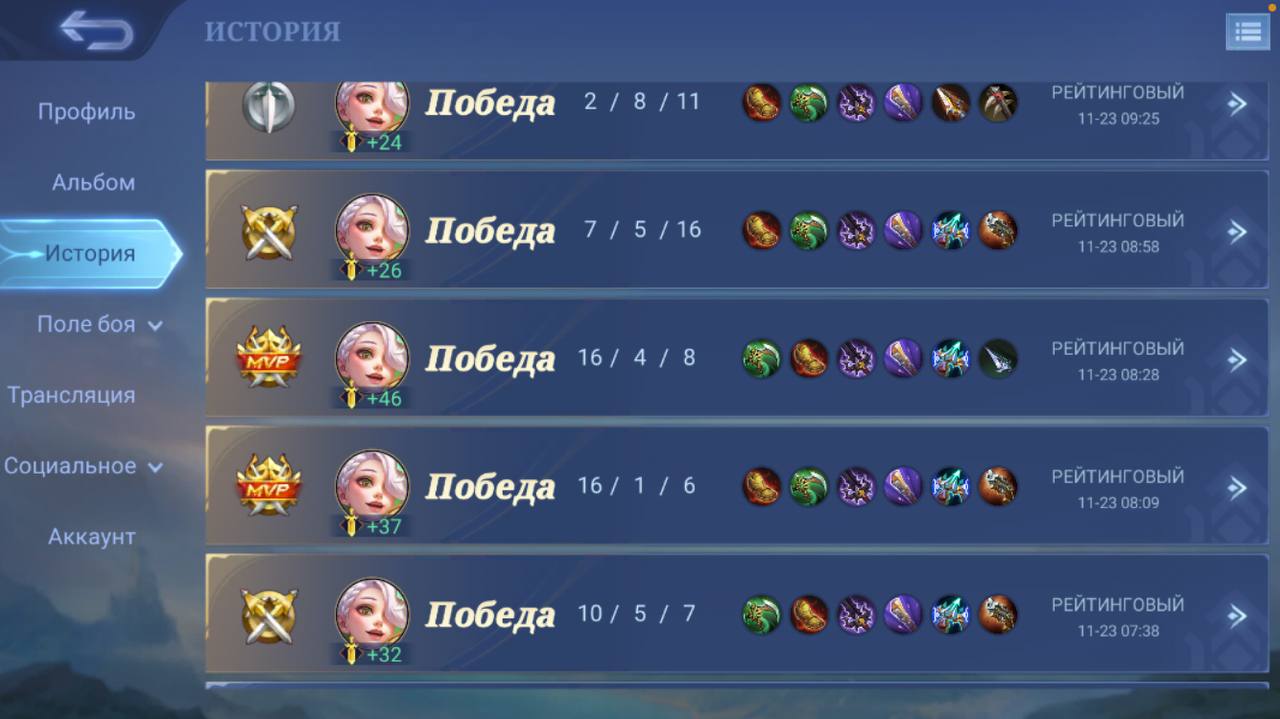 ИСТОРИЯ
Профиль
Альбом
История
Поле боя
Трансляция
Социальное
Аккаунт
Победа 2 / 8 / 11 РЕЙТИНГОВЫЙ
+24 11-23 09:25
Победа 7 / 5 / 16 РЕЙТИНГОВЫЙ
+26 11-23 08:58
MVP Победа 16 / 4 / 8 РЕЙТИНГОВЫЙ
+46 11-23 08:28
MVP Победа 16 / 1 / 6 РЕЙТИНГОВЫЙ
+37 11-23 08:09
Победа 10 / 5 / 7 РЕЙТИНГОВЫЙ
+32 11-23 07:38